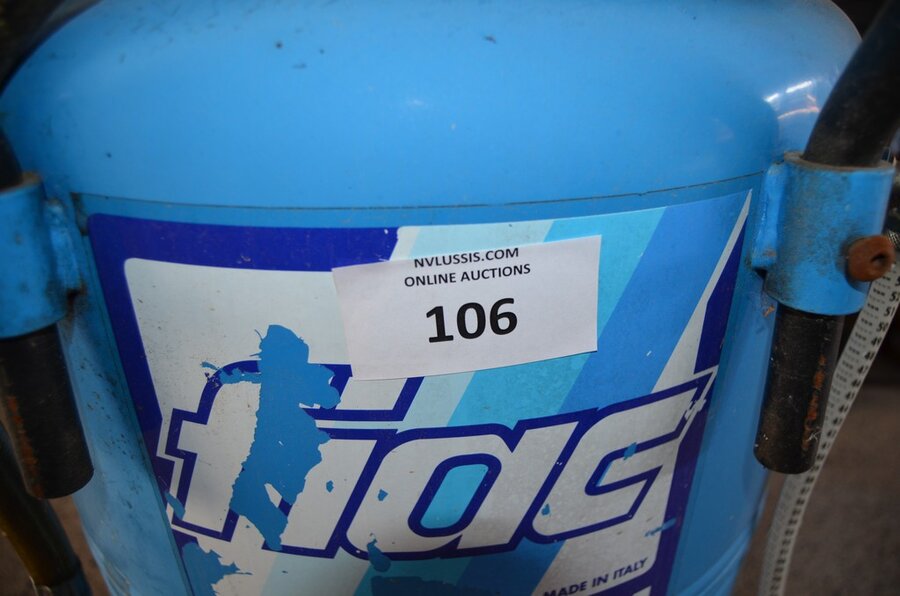 NVLUSSIS.COM
ONLINE AUCTIONS
106
fiac
MADE IN ITALY